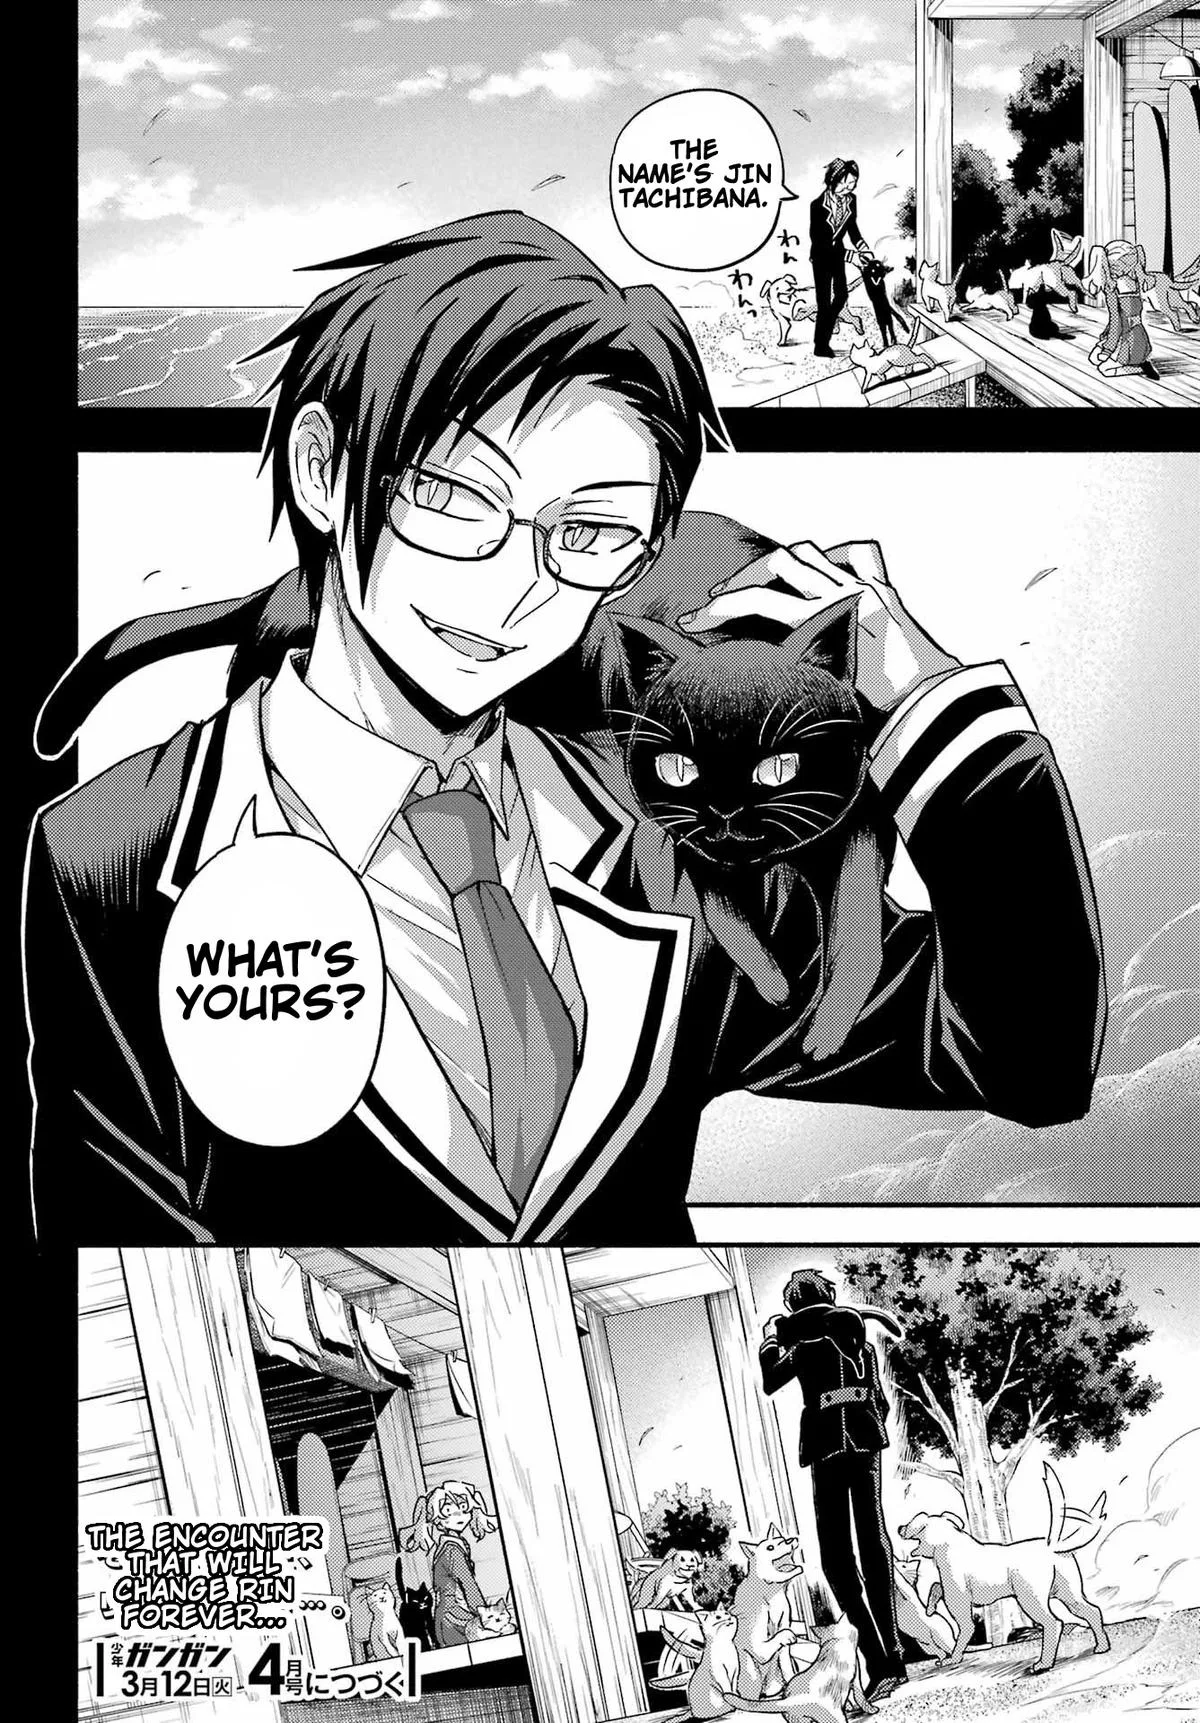 THE
NAME'S JIN
TACHIBANA.
わん
わんっ
WHAT'S
YOURS?
THE ENCOUNTER
THAT WILL
CHANGE RIN
FOREVER...
少年ガンガン
3月12日火 4月号につづく